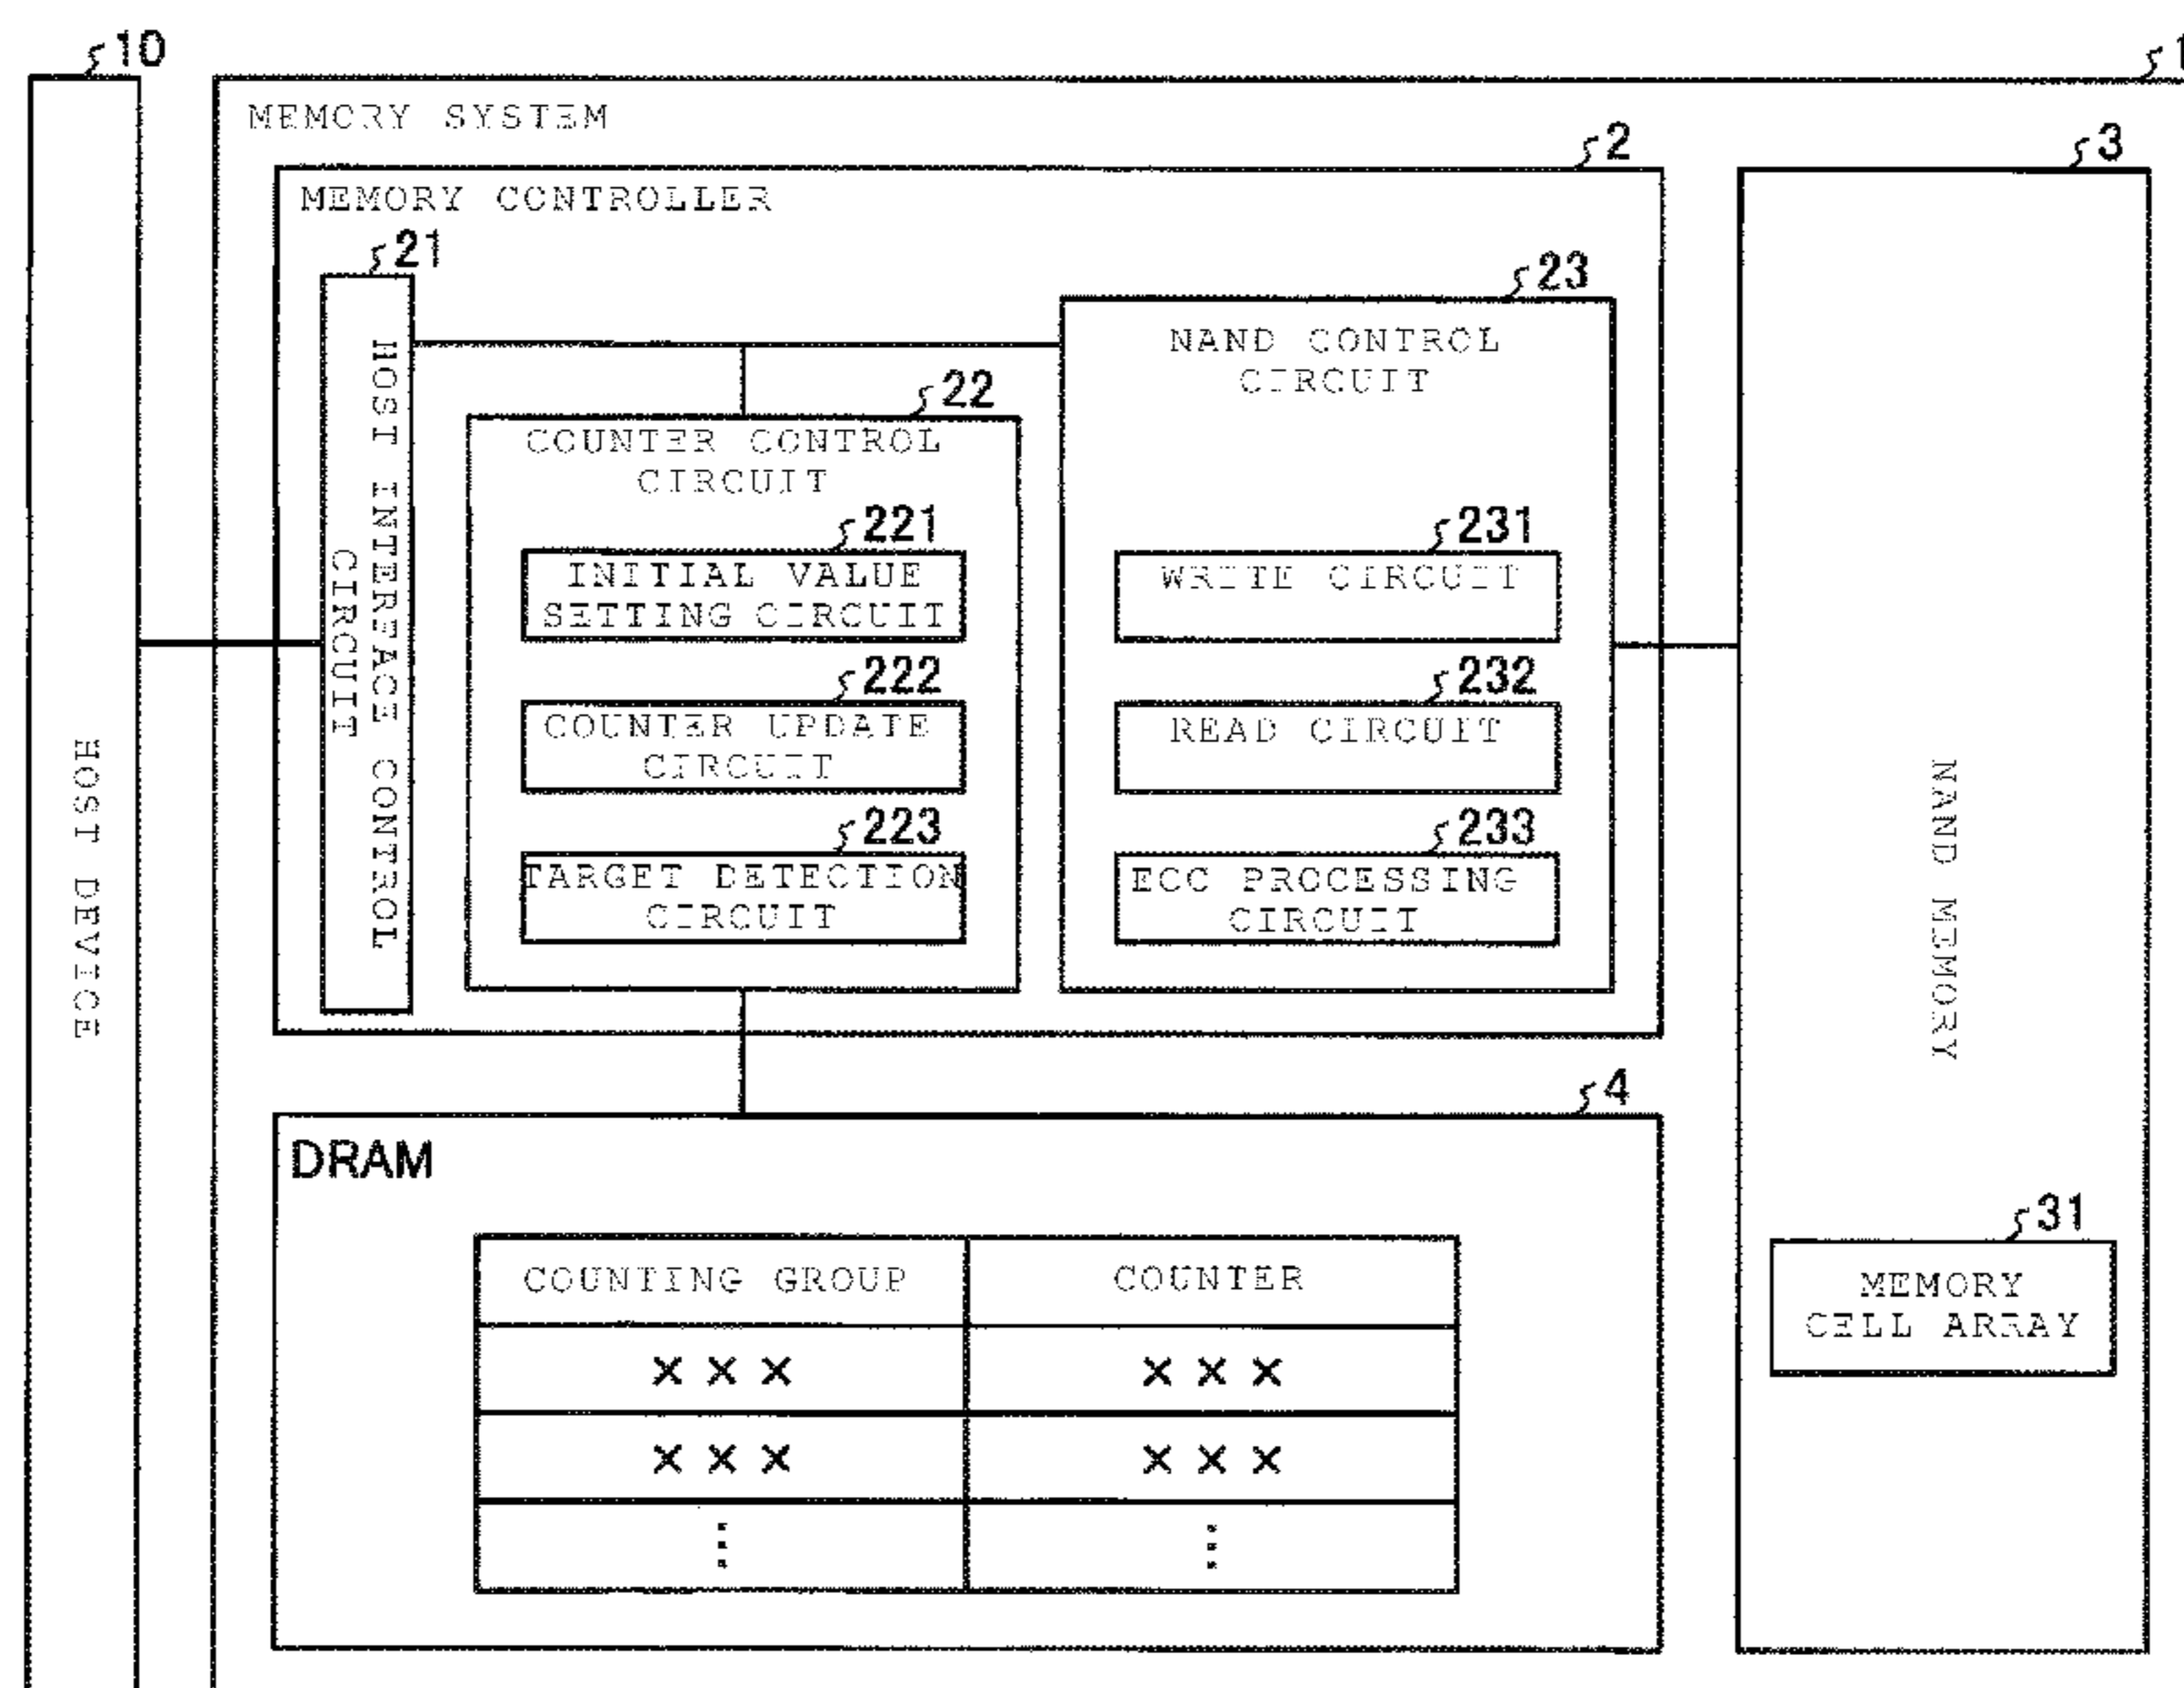 10
1
MEMORY SYSTEM
2
3
MEMORY CONTROLLER
21
23
HOST INTERFACE CONTROL
CIRCUIT
NAND CONTROL
CIRCUIT
22
COUNTER CONTROL
CIRCUIT
221
INITIAL VALUE
SETTING CIRCUIT
231
WRITE CIRCUIT
222
COUNTER UPDATE
CIRCUIT
232
READ CIRCUIT
223
TARGET DETECTION
CIRCUIT
233
ECC PROCESSING
CIRCUIT
HOST DEVICE
NAND MEMORY
4
DRAM
COUNTING GROUP
COUNTER
×××
×××
×××
×××
⋮
⋮
31
MEMORY
CELL ARRAY